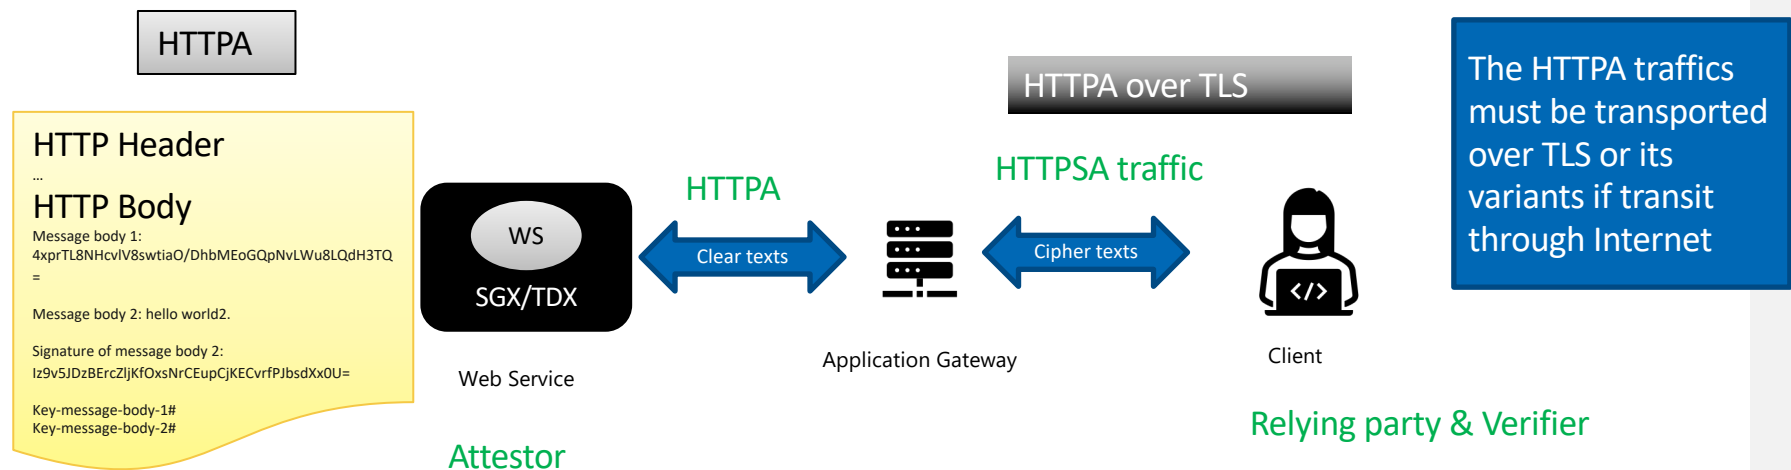 HTTPA
HTTP Header
...
HTTP Body
Message body 1:
4xprTL8NHcvlV8swtiaO/DhbMEoGQpNvLWu8LQdH3TQ
=
Message body 2: hello world2.
Signature of message body 2:
Iz9v5JDzBErcZljKfOxsNrCEupCjKECvrfPJbsdXx0U=
Key-message-body-1#
Key-message-body-2#
WS
SGX/TDX
Web Service
Attestor
HTTPA
Clear texts
Application Gateway
HTTPA over TLS
HTTPSA traffic
Cipher texts
</>
Client
Relying party & Verifier
The HTTPA traffics
must be transported
over TLS or its
variants if transit
through Internet